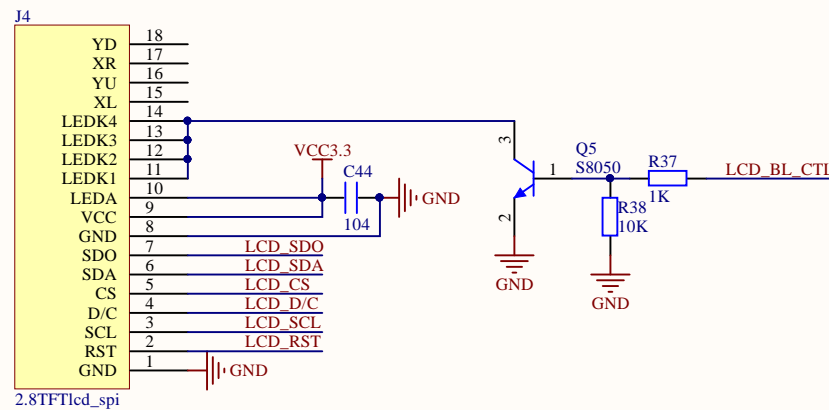 J4
YD 18
XR 17
YU 16
XL 15
LEDK4 14
LEDK3 13
LEDK2 12
LEDK1 11
LEDA 10
VCC 9
GND 8
SDO 7 LCD_SDO
SDA 6 LCD_SDA
CS 5 LCD_CS
D/C 4 LCD_D/C
SCL 3 LCD_SCL
RST 2 LCD_RST
GND 1 GND
2.8TFTlcd_spi
VCC3.3
C44
104
GND
3
Q5
S8050
1
2
GND
R37
1K
LCD_BL_CTL
R38
10K
GND